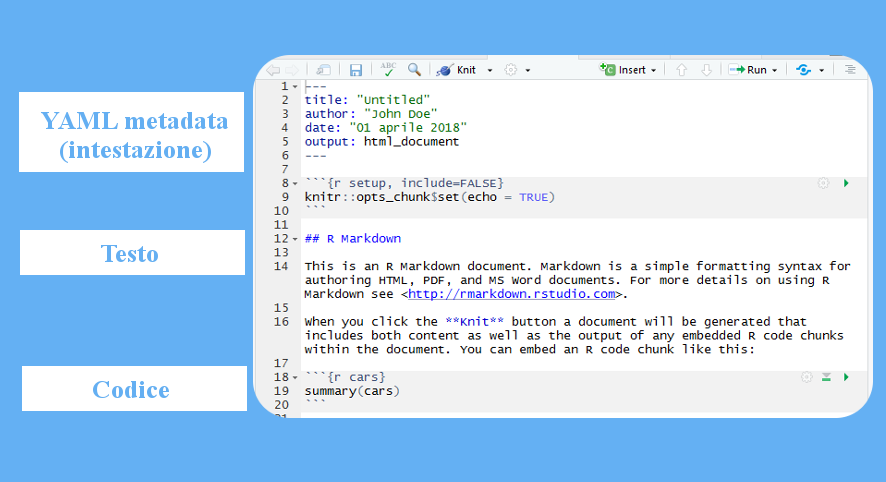 YAML metadata
(intestazione)
Testo
Codice
ABC
Knit
Insert
Run
1 ---
2 title: "Untitled"
3 author: "John Doe"
4 date: "01 aprile 2018"
5 output: html_document
6 ---
7
8 ```{r setup, include=FALSE}
9 knitr::opts_chunk$set(echo = TRUE)
10 ```
11
12 ## R Markdown
13
14 This is an R Markdown document. Markdown is a simple formatting syntax for
authoring HTML, PDF, and MS Word documents. For more details on using R
Markdown see <http://rmarkdown.rstudio.com>.
15
16 When you click the **Knit** button a document will be generated that
includes both content as well as the output of any embedded R code chunks
within the document. You can embed an R code chunk like this:
17
18 ```{r cars}
19 summary(cars)
20 ```